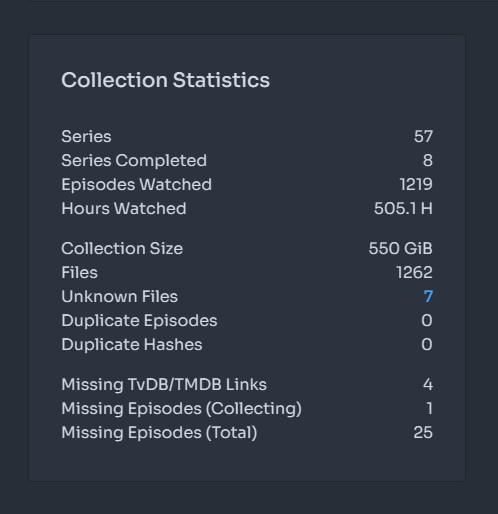 Collection Statistics
Series 57
Series Completed 8
Episodes Watched 1219
Hours Watched 505.1 H
Collection Size 550 GiB
Files 1262
Unknown Files 7
Duplicate Episodes 0
Duplicate Hashes 0
Missing TvDB/TMDB Links 4
Missing Episodes (Collecting) 1
Missing Episodes (Total) 25